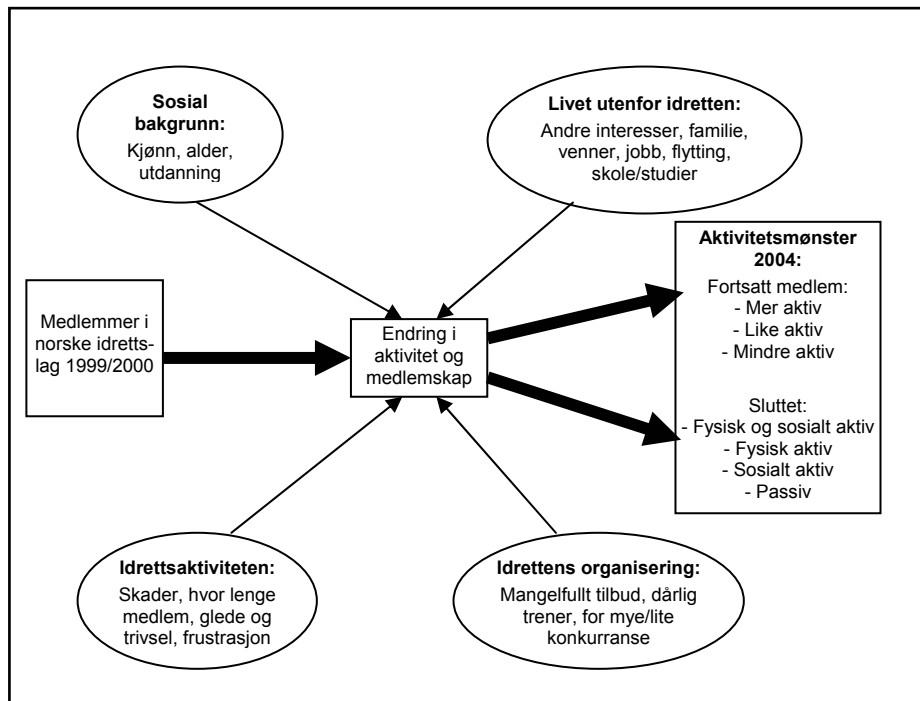 Sosial
bakgrunn:
Kjønn, alder,
utdanning
Livet utenfor idretten:
Andre interesser, familie,
venner, jobb, flytting,
skole/studier
Medlemmer i
norske idretts-
lag 1999/2000
Endring i
aktivitet og
medlemskap
Aktivitetsmønster
2004:
Fortsatt medlem:
- Mer aktiv
- Like aktiv
- Mindre aktiv
Sluttet:
- Fysisk og sosialt aktiv
- Fysisk aktiv
- Sosialt aktiv
- Passiv
Idrettsaktiviteten:
Skader, hvor lenge
medlem, glede og
trivsel, frustrasjon
Idrettens organisering:
Mangelfullt tilbud, dårlig
trener, for mye/lite
konkurranse